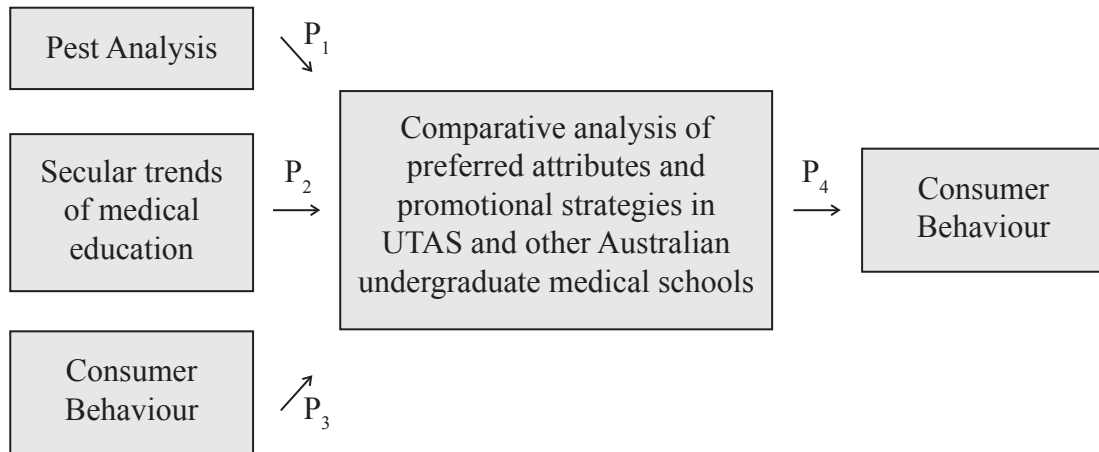 Pest Analysis
P1
Secular trends
of medical
education
P2
Consumer
Behaviour
P3
Comparative analysis of
preferred attributes and
promotional strategies in
UTAS and other Australian
undergraduate medical schools
P4
Consumer
Behaviour